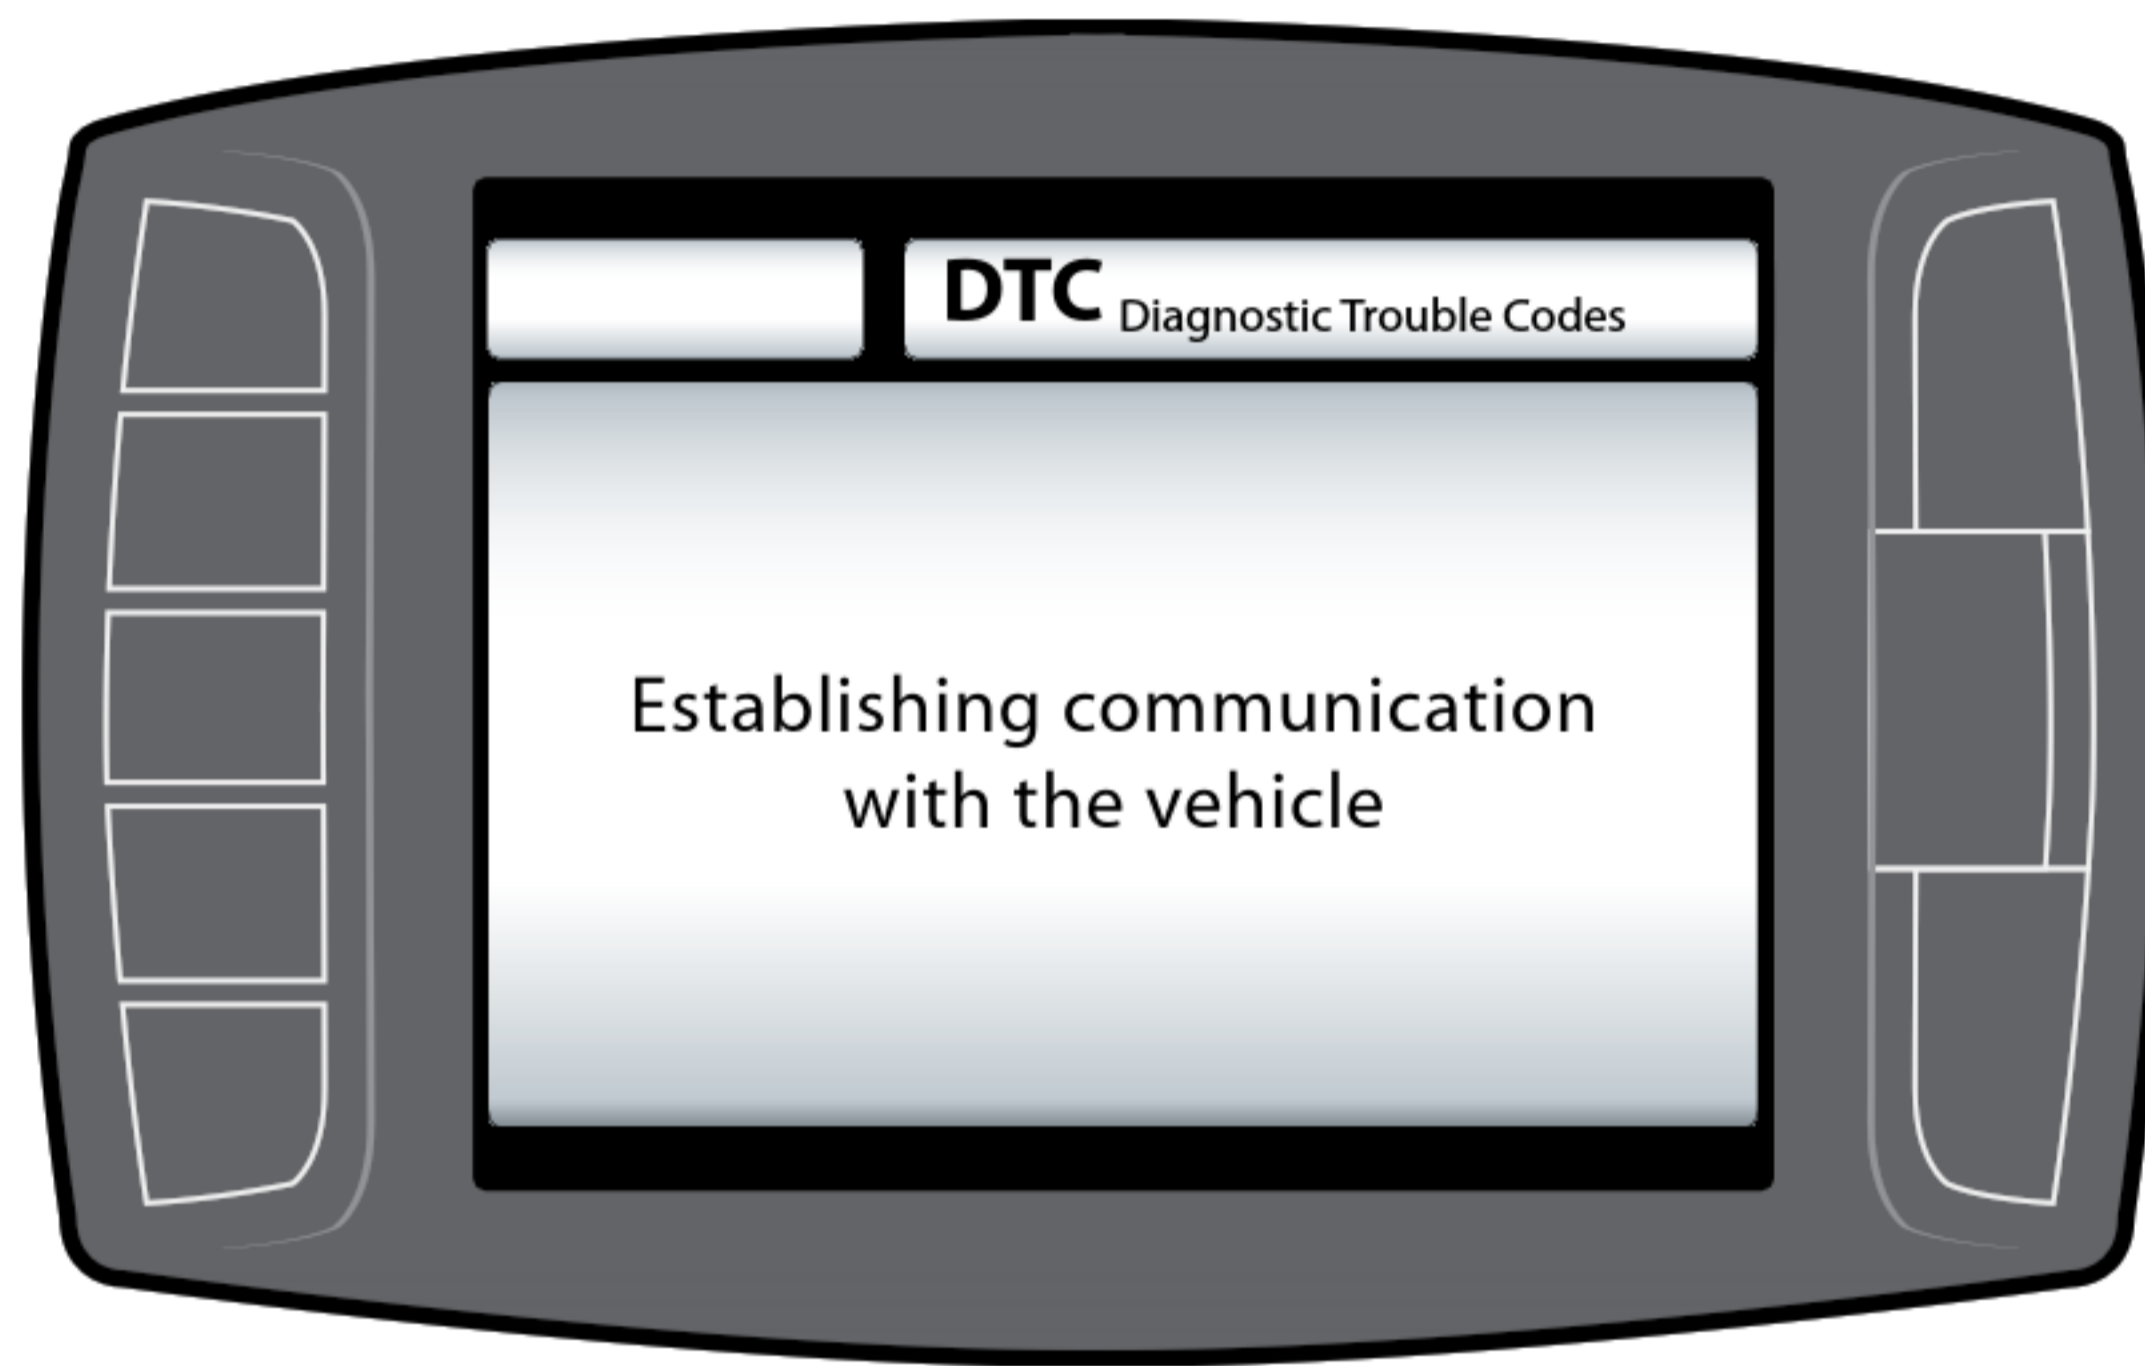 DTC Diagnostic Trouble Codes
Establishing communication
with the vehicle